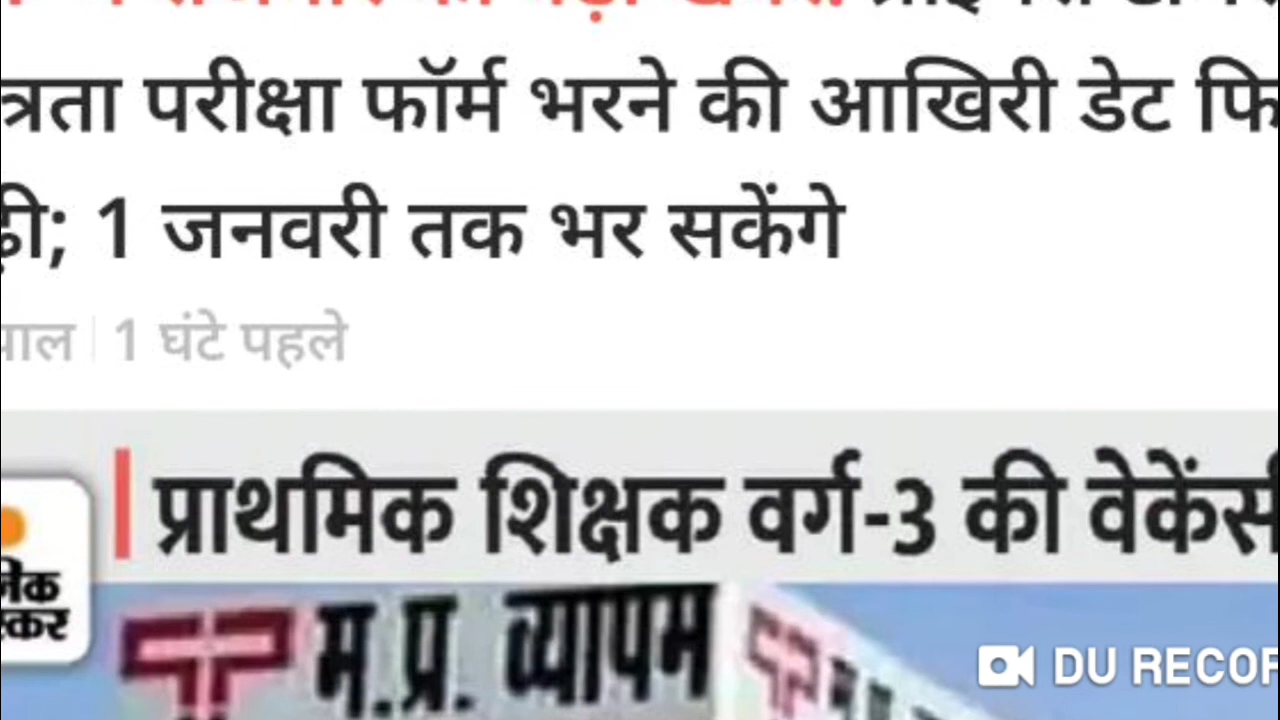 त्रता परीक्षा फॉर्म भरने की आखिरी डेट फि
ढ़ी; 1 जनवरी तक भर सकेंगे
पाल | 1 घंटे पहले
प्राथमिक शिक्षक वर्ग-3 की वेकेंसी
निक
स्कर
म.प्र. व्यापम
DU RECOR